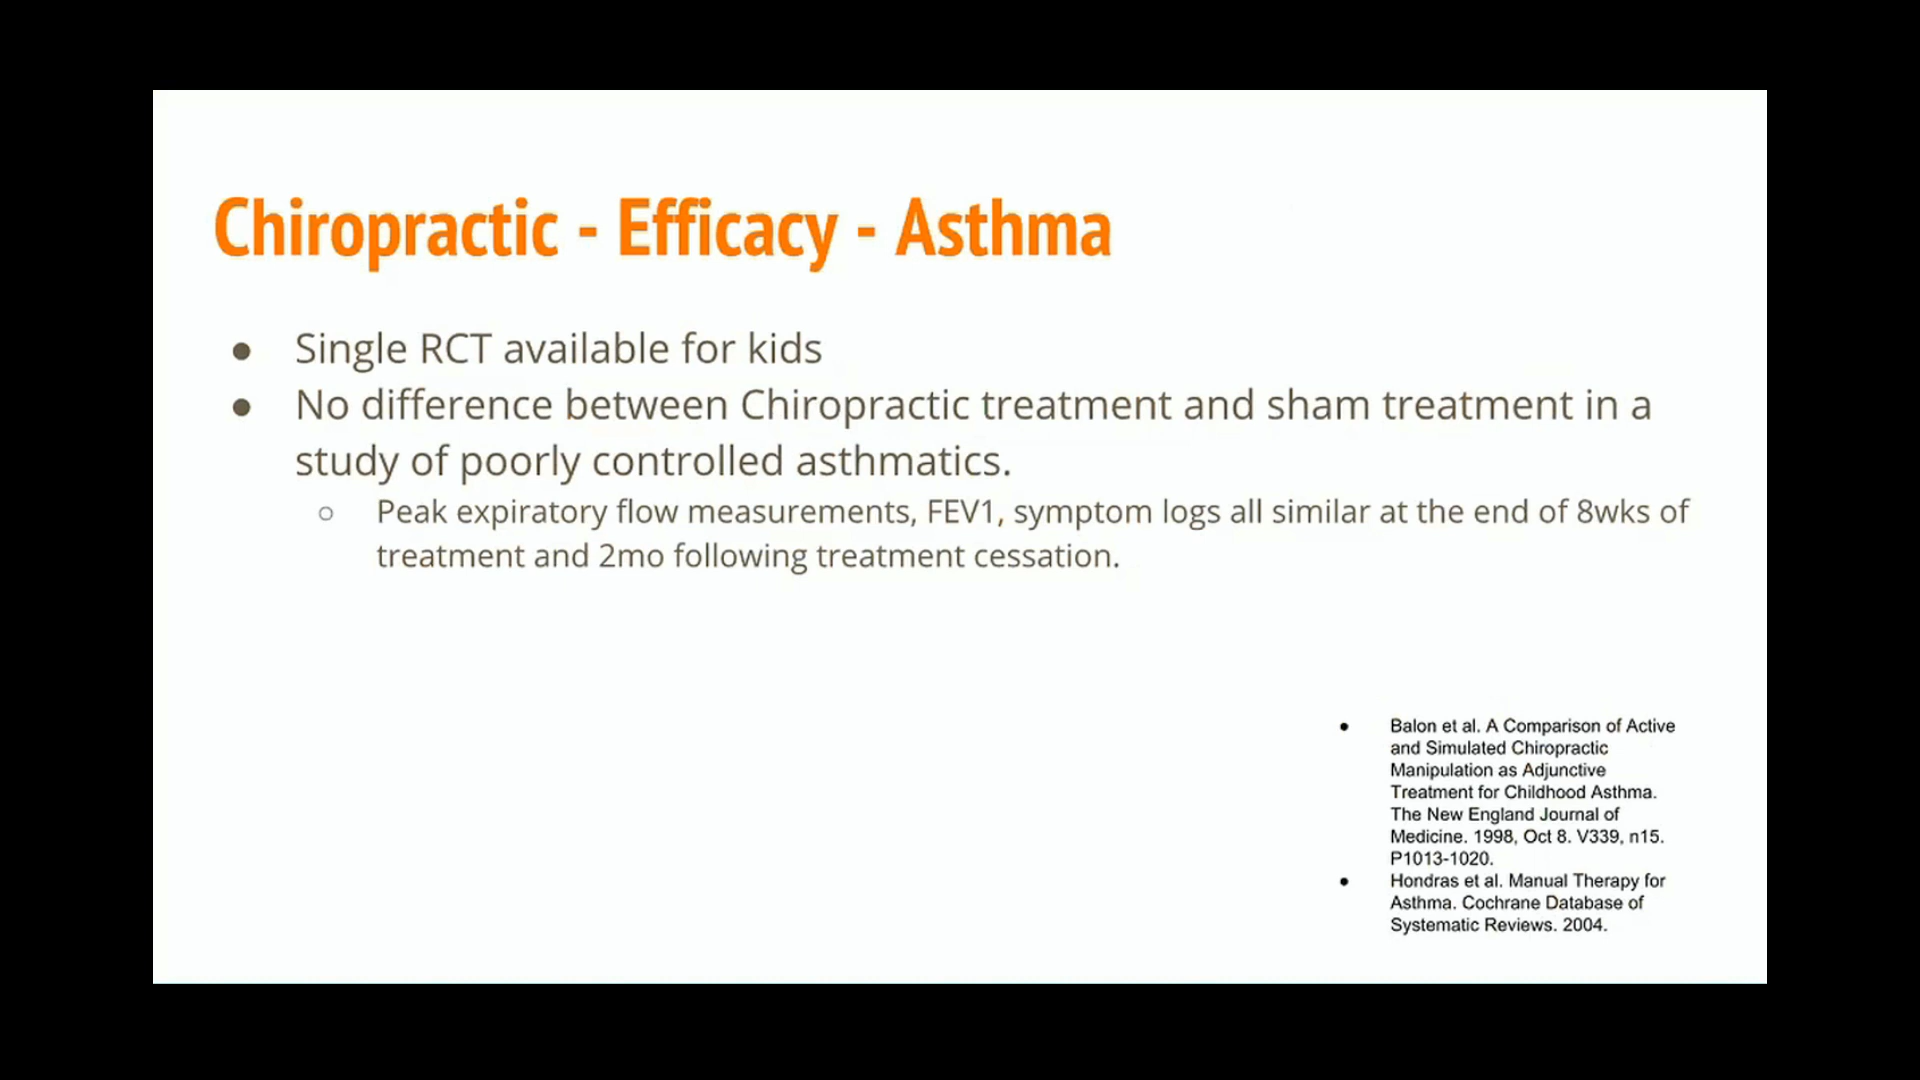 Chiropractic - Efficacy - Asthma
● Single RCT available for kids
● No difference between Chiropractic treatment and sham treatment in a
study of poorly controlled asthmatics.
○ Peak expiratory flow measurements, FEV1, symptom logs all similar at the end of 8wks of
treatment and 2mo following treatment cessation.
● Balon et al. A Comparison of Active
and Simulated Chiropractic
Manipulation as Adjunctive
Treatment for Childhood Asthma.
The New England Journal of
Medicine. 1998, Oct 8. V339, n15.
P1013-1020.
● Hondras et al. Manual Therapy for
Asthma. Cochrane Database of
Systematic Reviews. 2004.